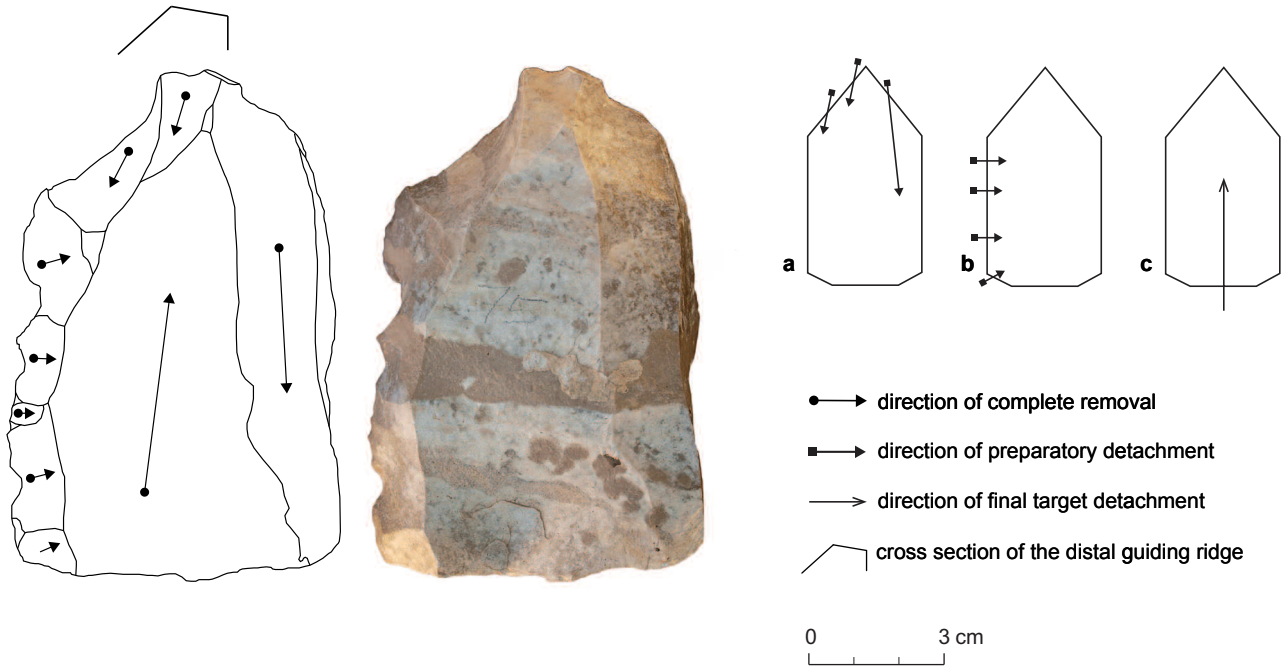 a b c
direction of complete removal
direction of preparatory detachment
direction of final target detachment
cross section of the distal guiding ridge
0 3 cm